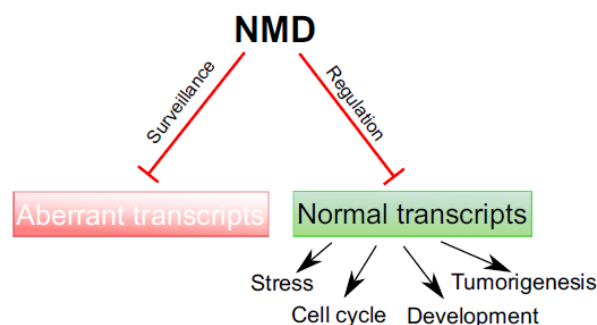 NMD
Surveillance
Regulation
Aberrant transcripts
Normal transcripts
Stress
Tumorigenesis
Cell cycle
Development